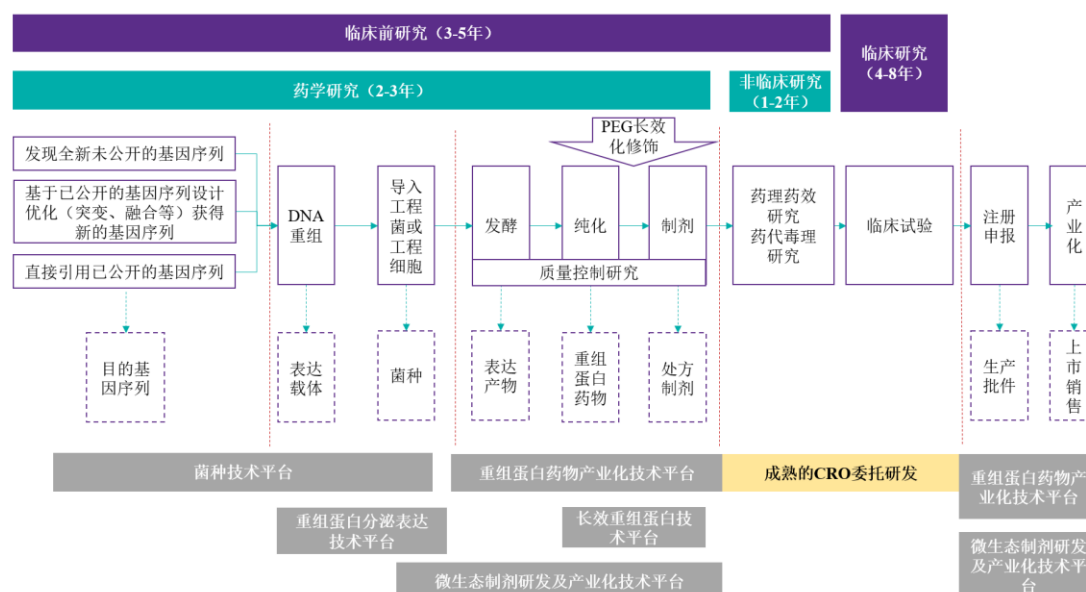 临床前研究（3-5年）
临床研究
（4-8年）
药学研究（2-3年）
非临床研究
（1-2年）
PEG长效
化修饰
发现全新未公开的基因序列
基于已公开的基因序列设计
优化（突变、融合等）获得
新的基因序列
直接引用已公开的基因序列
DNA
重组
导入
工程
菌或
工程
细胞
发酵
纯化
制剂
质量控制研究
药理药效
研究
药代毒理
研究
临床试验
注册
申报
产
业
化
目的基
因序列
表达
载体
菌种
表达
产物
重组
蛋白
药物
处方
制剂
生产
批件
上
市
销
售
菌种技术平台
重组蛋白药物产业化技术平台
成熟的CRO委托研发
重组蛋白药物产
业化技术平台
重组蛋白分泌表达
技术平台
长效重组蛋白技
术平台
微生态制剂研发及产业化技术平台
微生态制剂研发
及产业化技术平
台